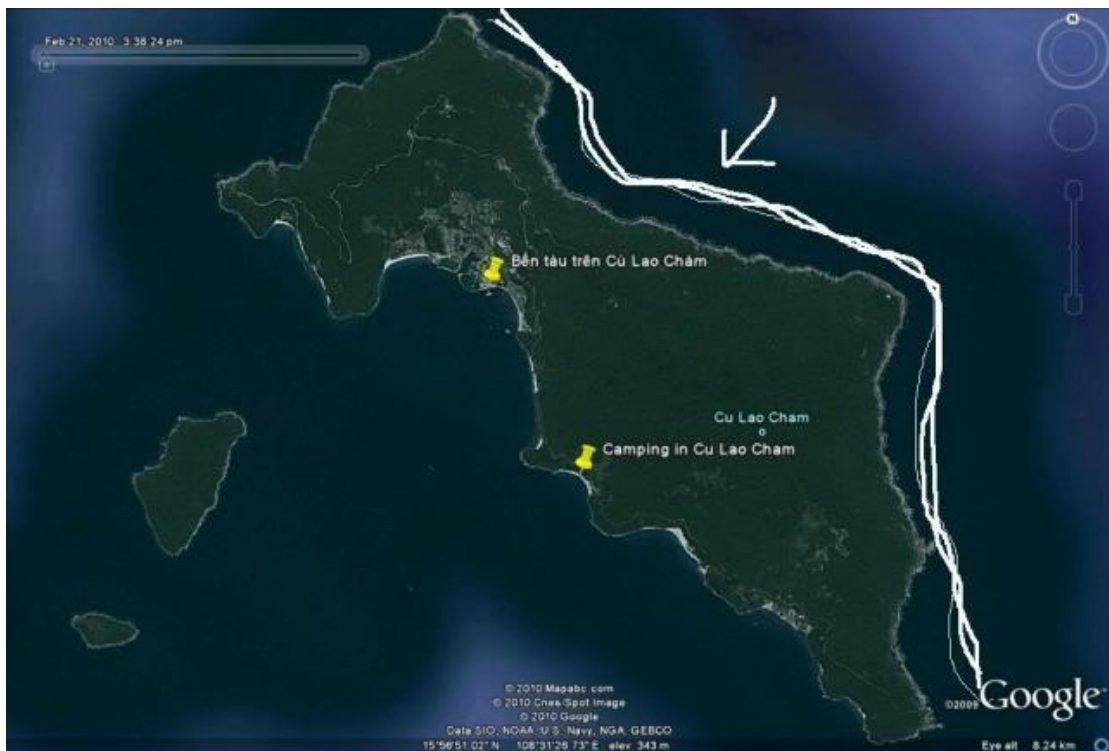 Feb 21, 2010 3:38:24 pm
N
Bến tàu trên Cù Lao Chàm
Cu Lao Cham
Camping in Cu Lao Cham
© 2010 Mapabc.com
© 2010 Cnes/Spot Image
© 2010 Google
Data SIO, NOAA, U.S. Navy, NGA, GEBCO
©2009 Google
15°56'51.02" N 108°31'26.73" E elev 343 m
Eye alt 8.24 km